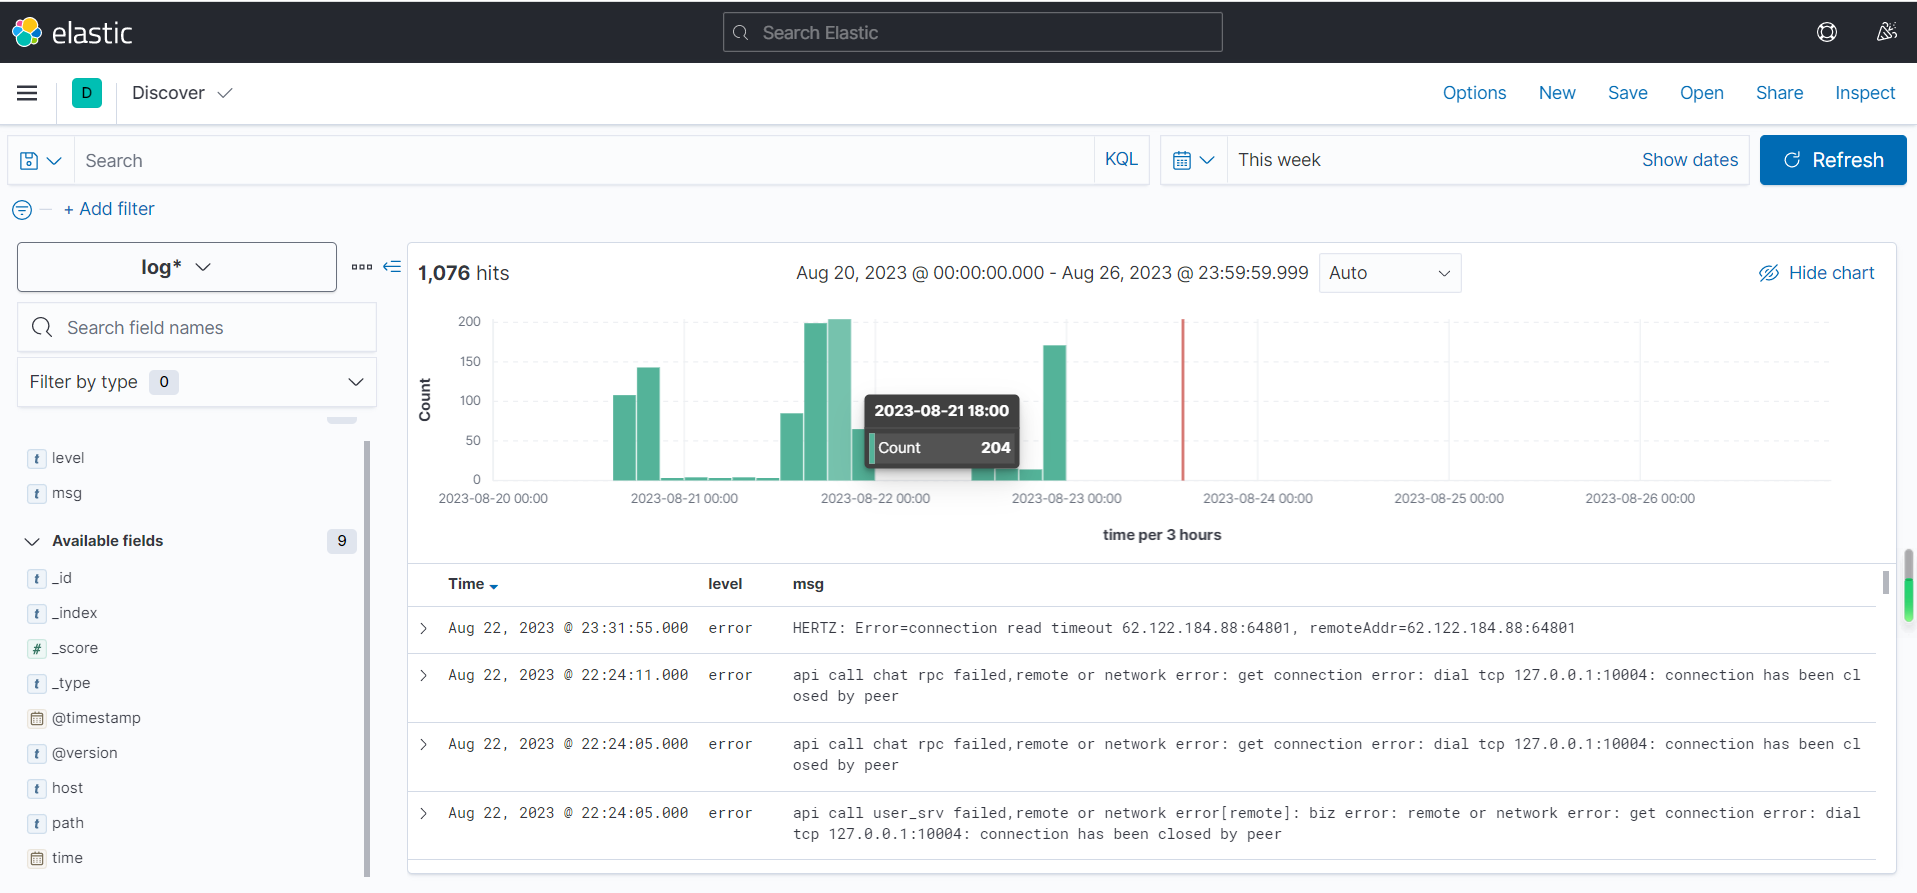 elastic
Search Elastic
D
Discover
Options
New
Save
Open
Share
Inspect
Search
KQL
This week
Show dates
Refresh
+ Add filter
log*
Search field names
Filter by type 0
t level
t msg
Available fields 9
t _id
t _index
# _score
t _type
@timestamp
t @version
t host
t path
time
1,076 hits
Aug 20, 2023 @ 00:00:00.000 - Aug 26, 2023 @ 23:59:59.999
Auto
Hide chart
Count
200
150
100
50
0
2023-08-21 18:00
Count 204
2023-08-20 00:00
2023-08-21 00:00
2023-08-22 00:00
2023-08-23 00:00
2023-08-24 00:00
2023-08-25 00:00
2023-08-26 00:00
time per 3 hours
Time level msg
Aug 22, 2023 @ 23:31:55.000 error HERTZ: Error=connection read timeout 62.122.184.88:64801, remoteAddr=62.122.184.88:64801
Aug 22, 2023 @ 22:24:11.000 error api call chat rpc failed,remote or network error: get connection error: dial tcp 127.0.0.1:10004: connection has been cl
osed by peer
Aug 22, 2023 @ 22:24:05.000 error api call chat rpc failed,remote or network error: get connection error: dial tcp 127.0.0.1:10004: connection has been cl
osed by peer
Aug 22, 2023 @ 22:24:05.000 error api call user_srv failed,remote or network error[remote]: biz error: remote or network error: get connection error: dial
tcp 127.0.0.1:10004: connection has been closed by peer